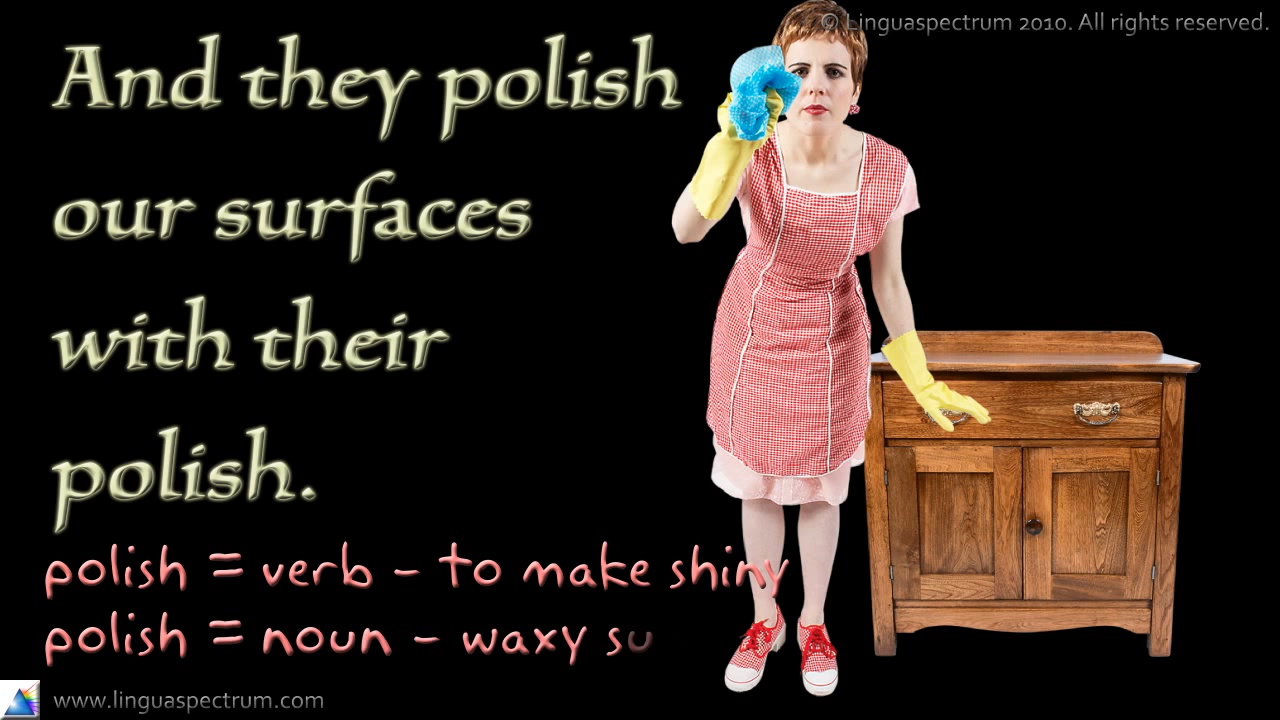 © Linguaspectrum 2010. All rights reserved.
And they polish
our surfaces
with their
polish.
polish = verb - to make shiny
polish = noun - waxy su
www.linguaspectrum.com